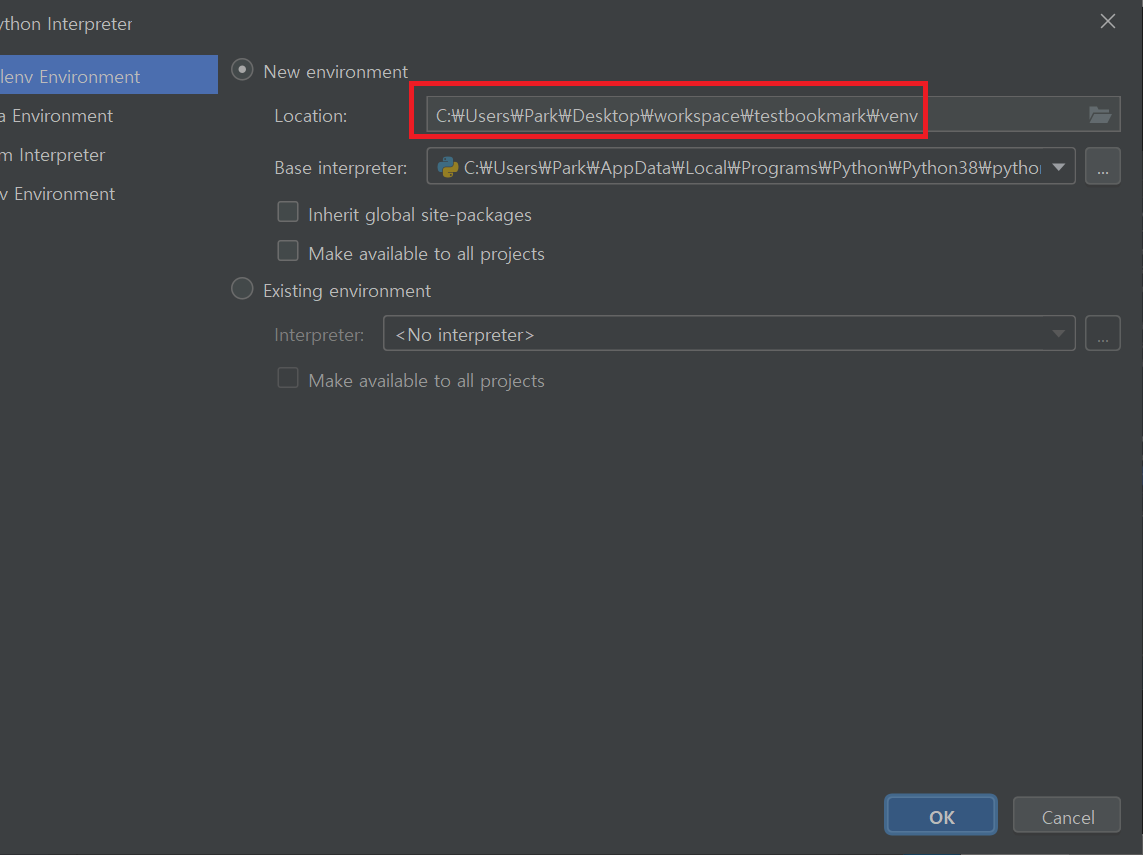 ython Interpreter
lenv Environment
a Environment
m Interpreter
v Environment
New environment
Location: C:₩Users₩Park₩Desktop₩workspace₩testbookmark₩venv
Base interpreter: C:₩Users₩Park₩AppData₩Local₩Programs₩Python₩Python38₩pytho
...
Inherit global site-packages
Make available to all projects
Existing environment
Interpreter: <No interpreter>
...
Make available to all projects
OK Cancel